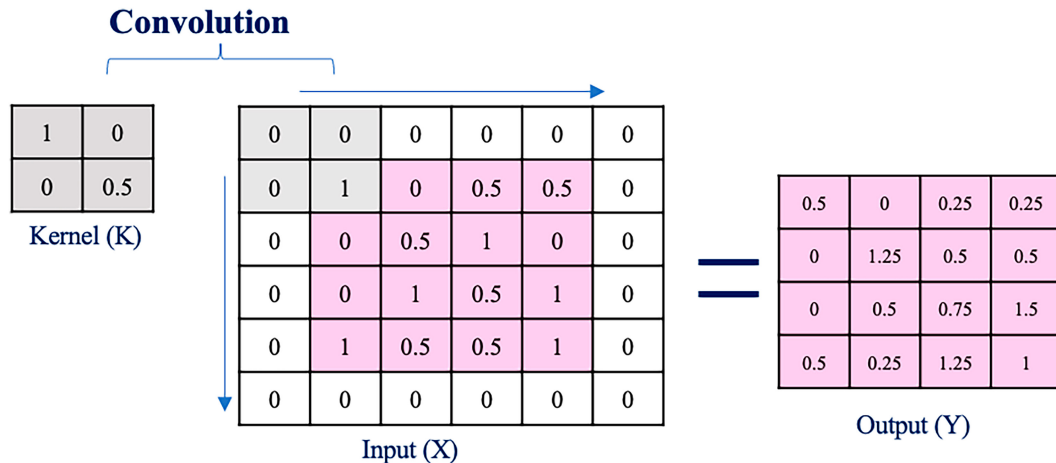 Convolution
1 0
0 0.5
Kernel (K)
0 0 0 0 0 0
0 1 0 0.5 0.5 0
0 0 0.5 1 0 0
0 0 1 0.5 1 0
0 1 0.5 0.5 1 0
0 0 0 0 0 0
Input (X)
0.5 0 0.25 0.25
0 1.25 0.5 0.5
0 0.5 0.75 1.5
0.5 0.25 1.25 1
Output (Y)